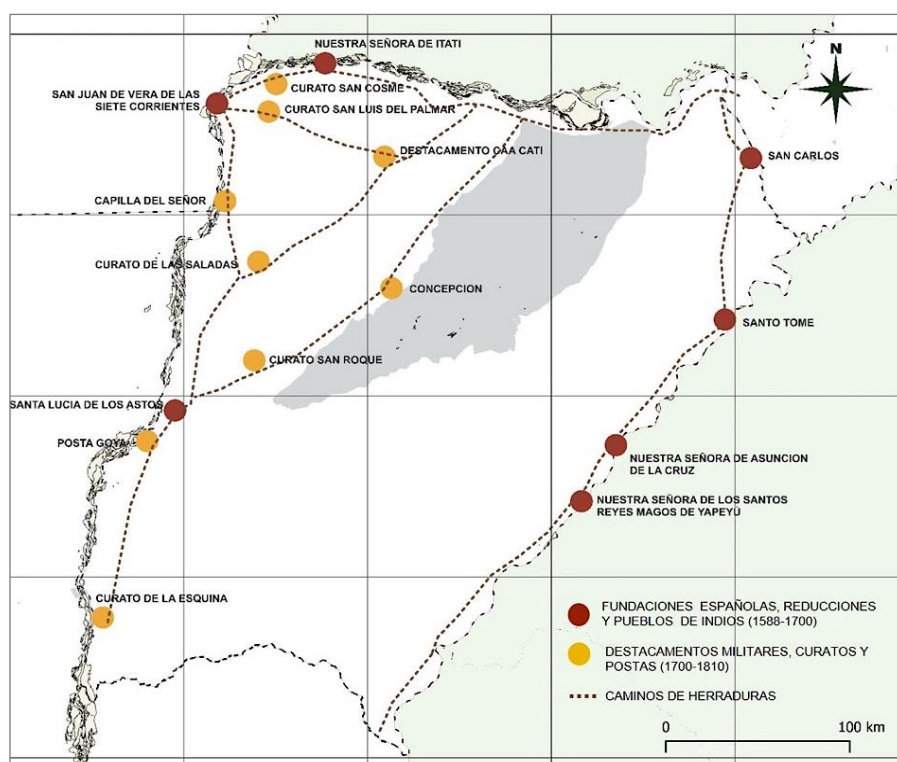 NUESTRA SEÑORA DE ITATI
N
CURATO SAN COSME
SAN JUAN DE VERA DE LAS
SIETE CORRIENTES
CURATO SAN LUIS DEL PALMAR
DESTACAMENTO CAA CATI
SAN CARLOS
CAPILLA DEL SEÑOR
CURATO DE LAS SALADAS
CONCEPCION
SANTO TOME
CURATO SAN ROQUE
SANTA LUCIA DE LOS ASTOS
POSTA GOYA
NUESTRA SEÑORA DE ASUNCION
DE LA CRUZ
NUESTRA SEÑORA DE LOS SANTOS
REYES MAGOS DE YAPEYÚ
CURATO DE LA ESQUINA
FUNDACIONES ESPAÑOLAS, REDUCCIONES
Y PUEBLOS DE INDIOS (1588-1700)
DESTACAMENTOS MILITARES, CURATOS Y
POSTAS (1700-1810)
CAMINOS DE HERRADURAS
0 100 km